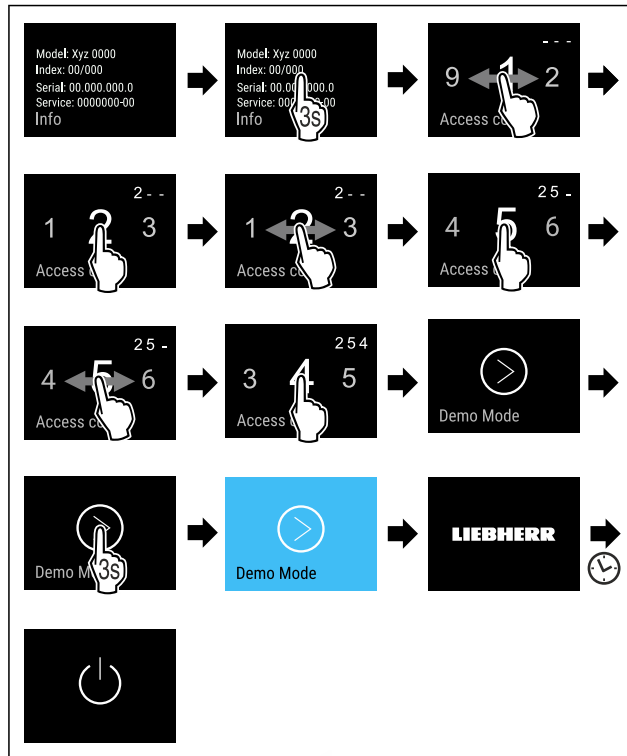 Model: Xyz 0000
Index: 00/000
Serial: 00.000.000.0
Service: 0000000-00
Info
Model: Xyz 0000
Index: 00/000
Serial: 00.000.000.0
Service: 00 -00
Info
3s
- - -
9 1 2
Access
2 - -
1 2 3
Access
2 - -
1 2 3
Access
2 5 -
4 5 6
Access
2 5 -
4 5 6
Access
2 5 4
3 4 5
Access
Demo Mode
Demo
3s
Demo Mode
LIEBHERR